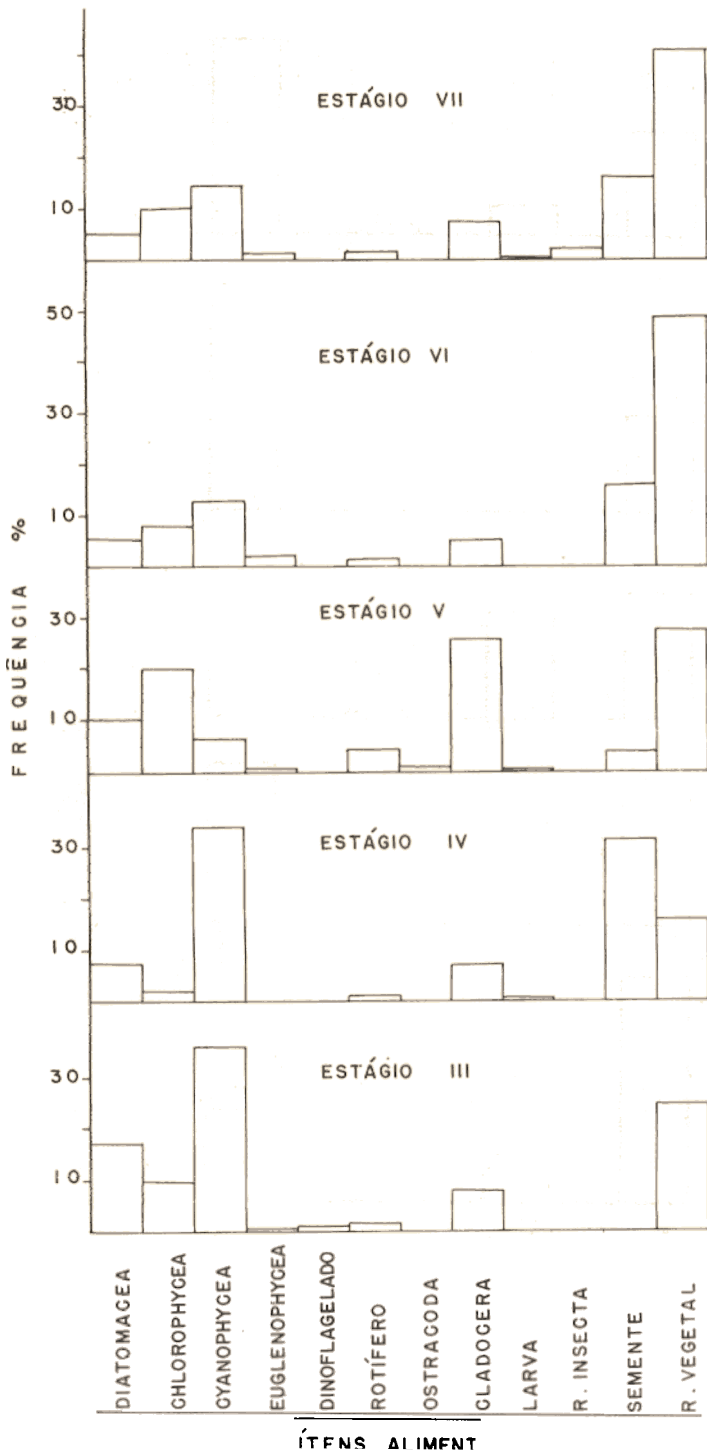 ESTÁGIO VII
30
10
50
ESTÁGIO VI
30
10
ESTÁGIO V
30
10
ESTÁGIO IV
30
10
ESTÁGIO III
30
10
FREQUÊNCIA %
DIATOMACEA
CHLOROPHYCEA
CYANOPHYCEA
EUGLENOPHYCEA
DINOFLAGELADO
ROTÍFERO
OSTRACODA
CLADOCERA
LARVA
R. INSECTA
SEMENTE
R. VEGETAL
ÍTENS ALIMENT